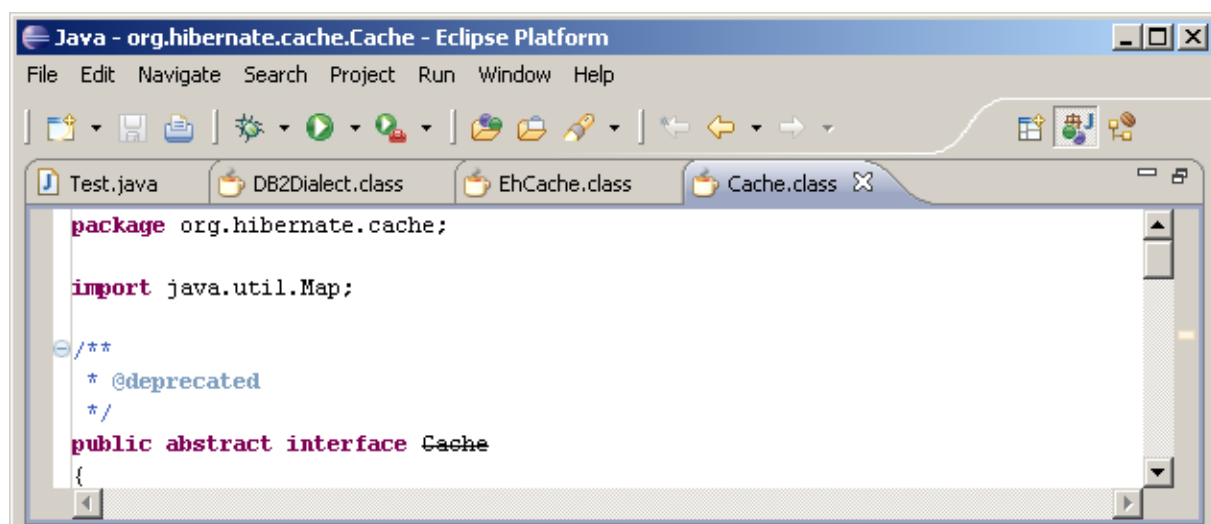 Java - org.hibernate.cache.Cache - Eclipse Platform
File Edit Navigate Search Project Run Window Help
Test.java DB2Dialect.class EhCache.class Cache.class
package org.hibernate.cache;
import java.util.Map;
/**
* @deprecated
*/
public abstract interface Cache
{